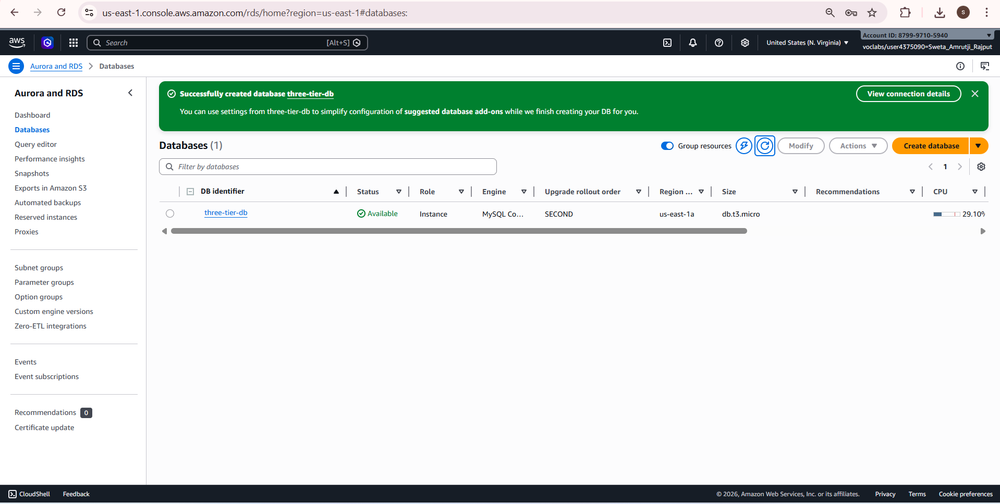 us-east-1.console.aws.amazon.com/rds/home?region=us-east-1#databases:
S
aws
Search
[Alt+S]
United States (N. Virginia)
Account ID: 8799-9710-5940
voclabs/user4375090=Sweta_Amrutji_Rajput
Aurora and RDS
Databases
Aurora and RDS
Dashboard
Databases
Query editor
Performance insights
Snapshots
Exports in Amazon S3
Automated backups
Reserved instances
Proxies
Subnet groups
Parameter groups
Option groups
Custom engine versions
Zero-ETL integrations
Events
Event subscriptions
Recommendations 0
Certificate update
Successfully created database three-tier-db
View connection details
You can use settings from three-tier-db to simplify configuration of suggested database add-ons while we finish creating your DB for you.
Databases (1)
Group resources
Modify
Actions
Create database
Filter by databases
1
DB identifier Status Role Engine Upgrade rollout order Region ... Size Recommendations CPU
three-tier-db Available Instance MySQL Co... SECOND us-east-1a db.t3.micro 29.10%
CloudShell
Feedback
© 2026, Amazon Web Services, Inc. or its affiliates.
Privacy
Terms
Cookie preferences